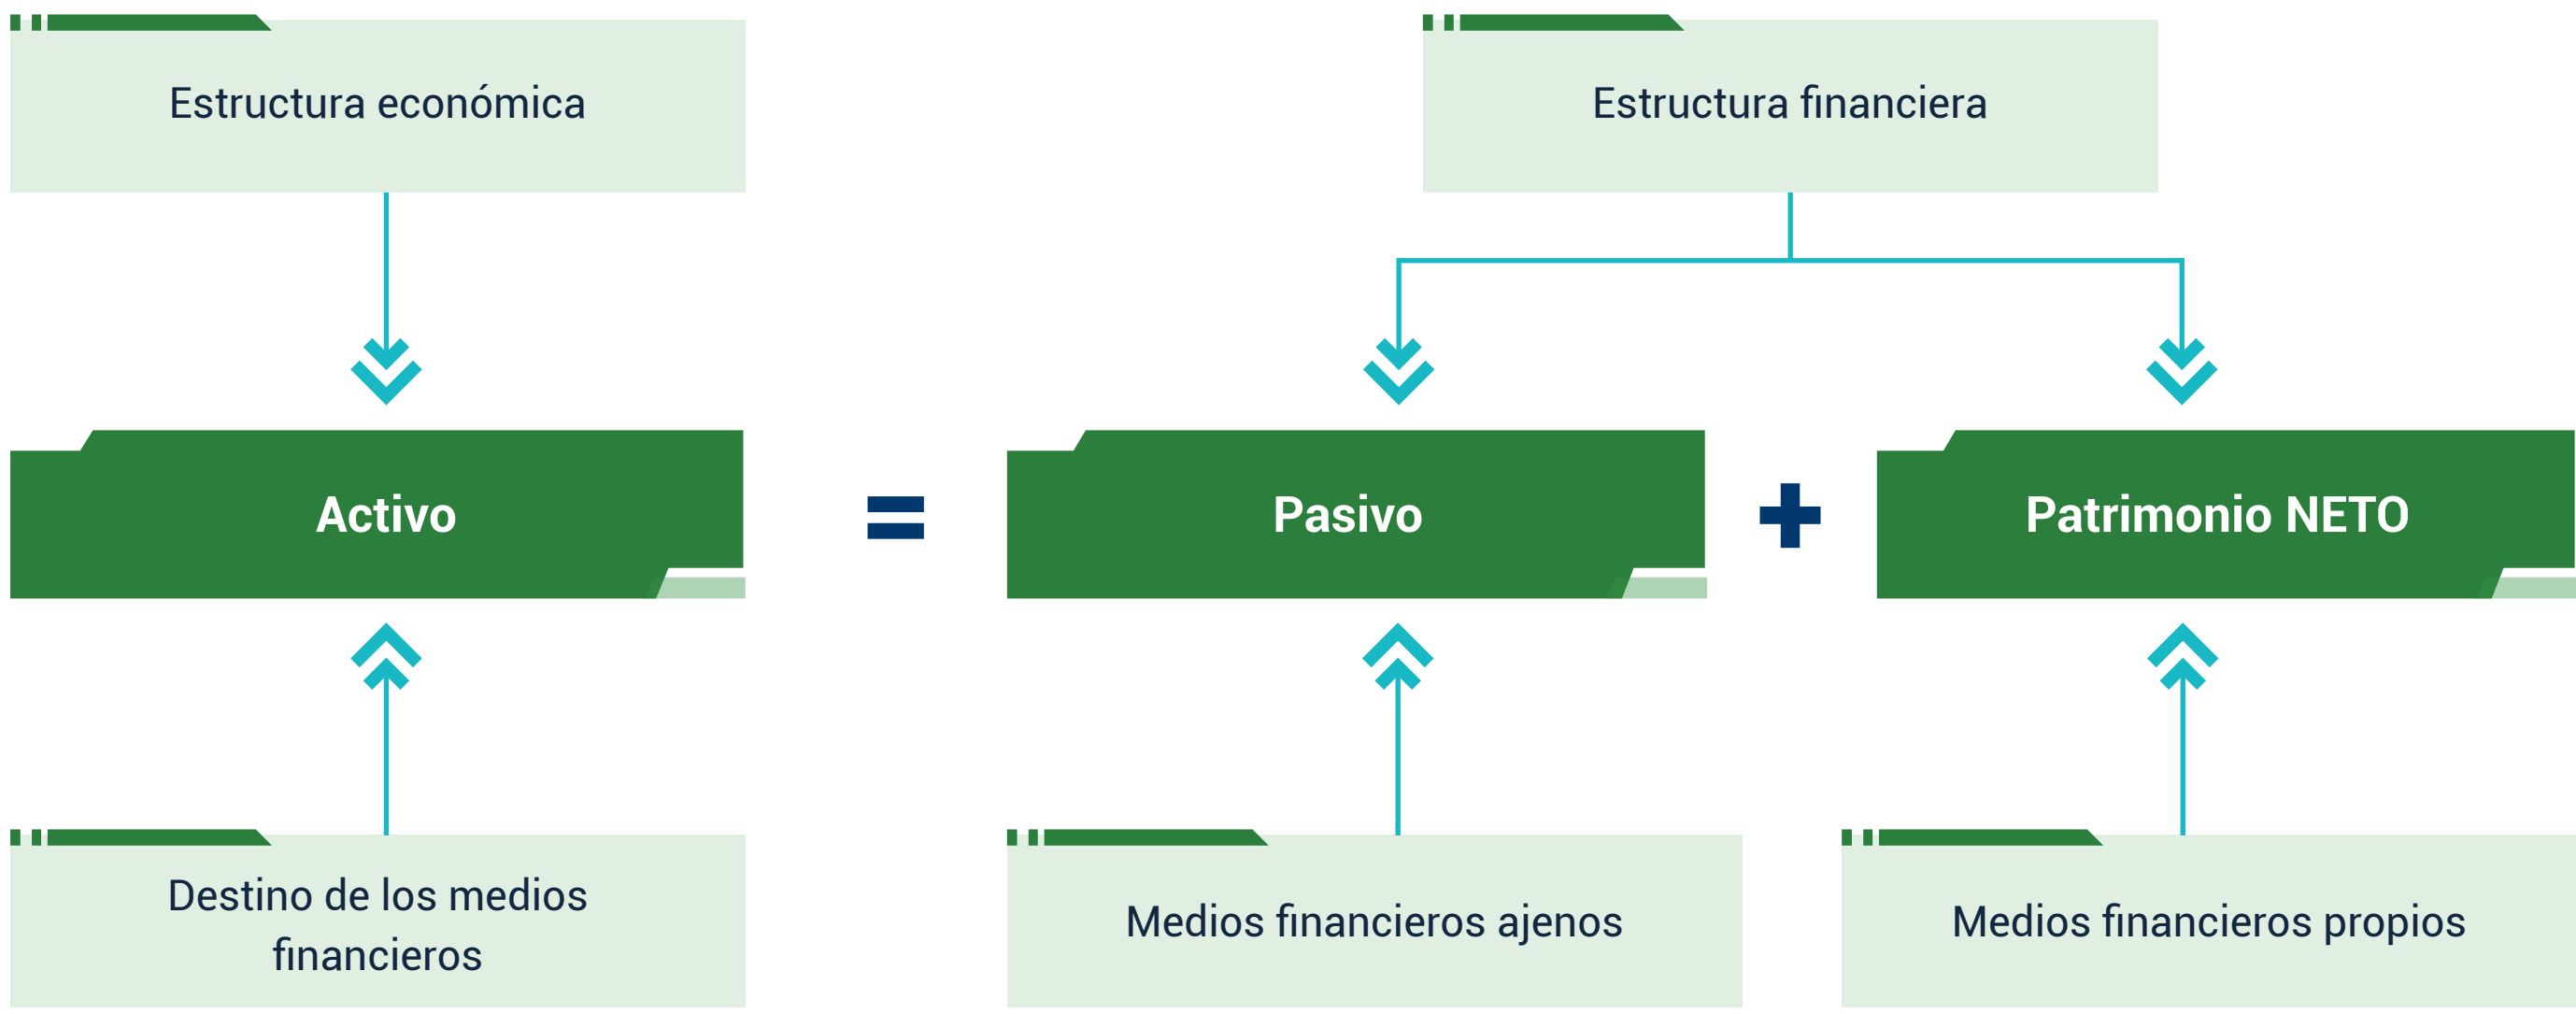 Estructura económica
Estructura financiera
Activo
=
Pasivo
+
Patrimonio NETO
Destino de los medios
financieros
Medios financieros ajenos
Medios financieros propios